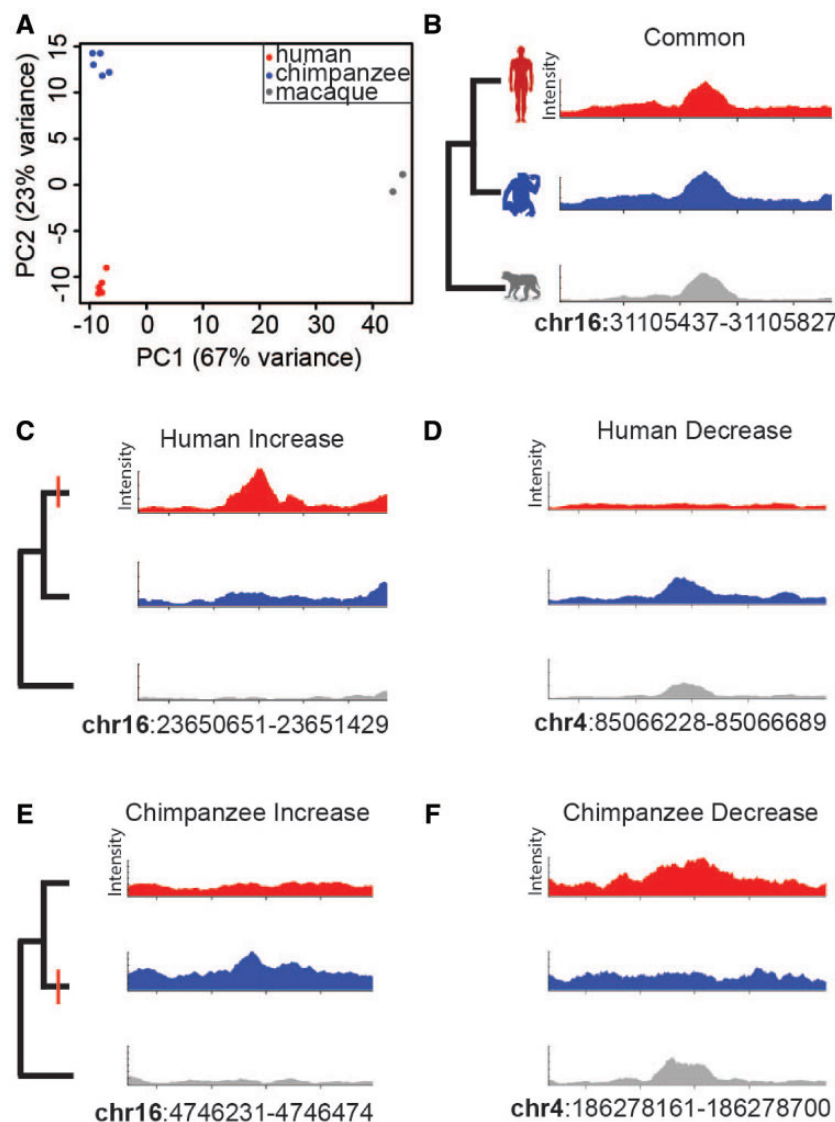 A
PC2 (23% variance)
15
10
5
0
-5
-10
human
chimpanzee
macaque
-10 0 10 20 30 40
PC1 (67% variance)
B
Common
Intensity
chr16:31105437-31105827
C
Human Increase
Intensity
chr16:23650651-23651429
D
Human Decrease
Intensity
chr4:85066228-85066689
E
Chimpanzee Increase
Intensity
chr16:4746231-4746474
F
Chimpanzee Decrease
Intensity
chr4:186278161-186278700